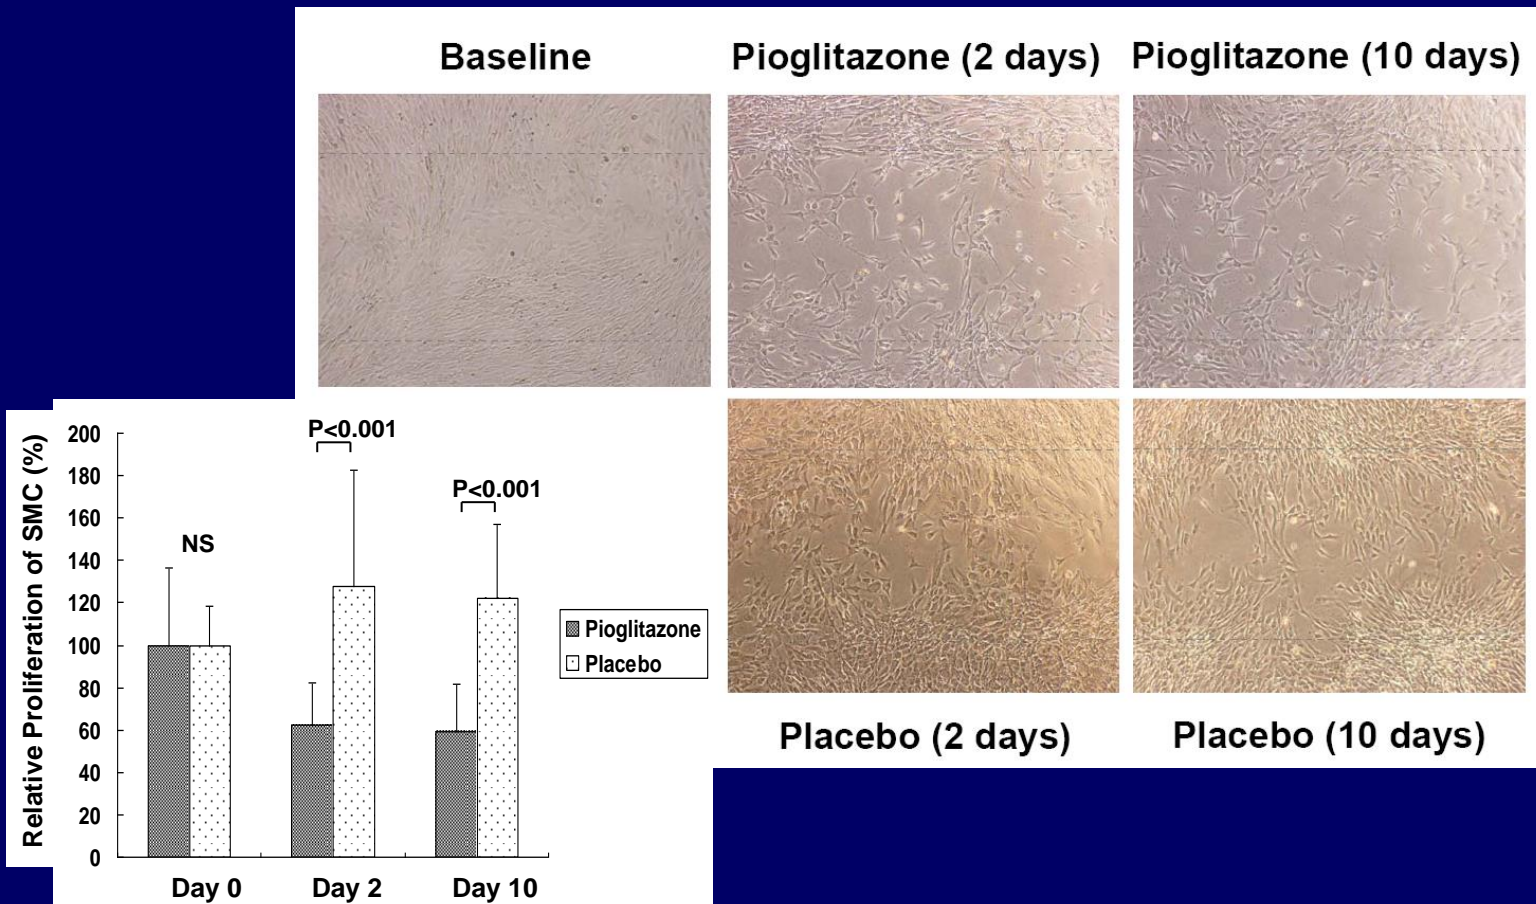 Baseline
Pioglitazone (2 days)
Pioglitazone (10 days)
Placebo (2 days)
Placebo (10 days)
Relative Proliferation of SMC (%)
200
180
160
140
120
100
80
60
40
20
0
NS
P<0.001
P<0.001
Day 0
Day 2
Day 10
Pioglitazone
Placebo